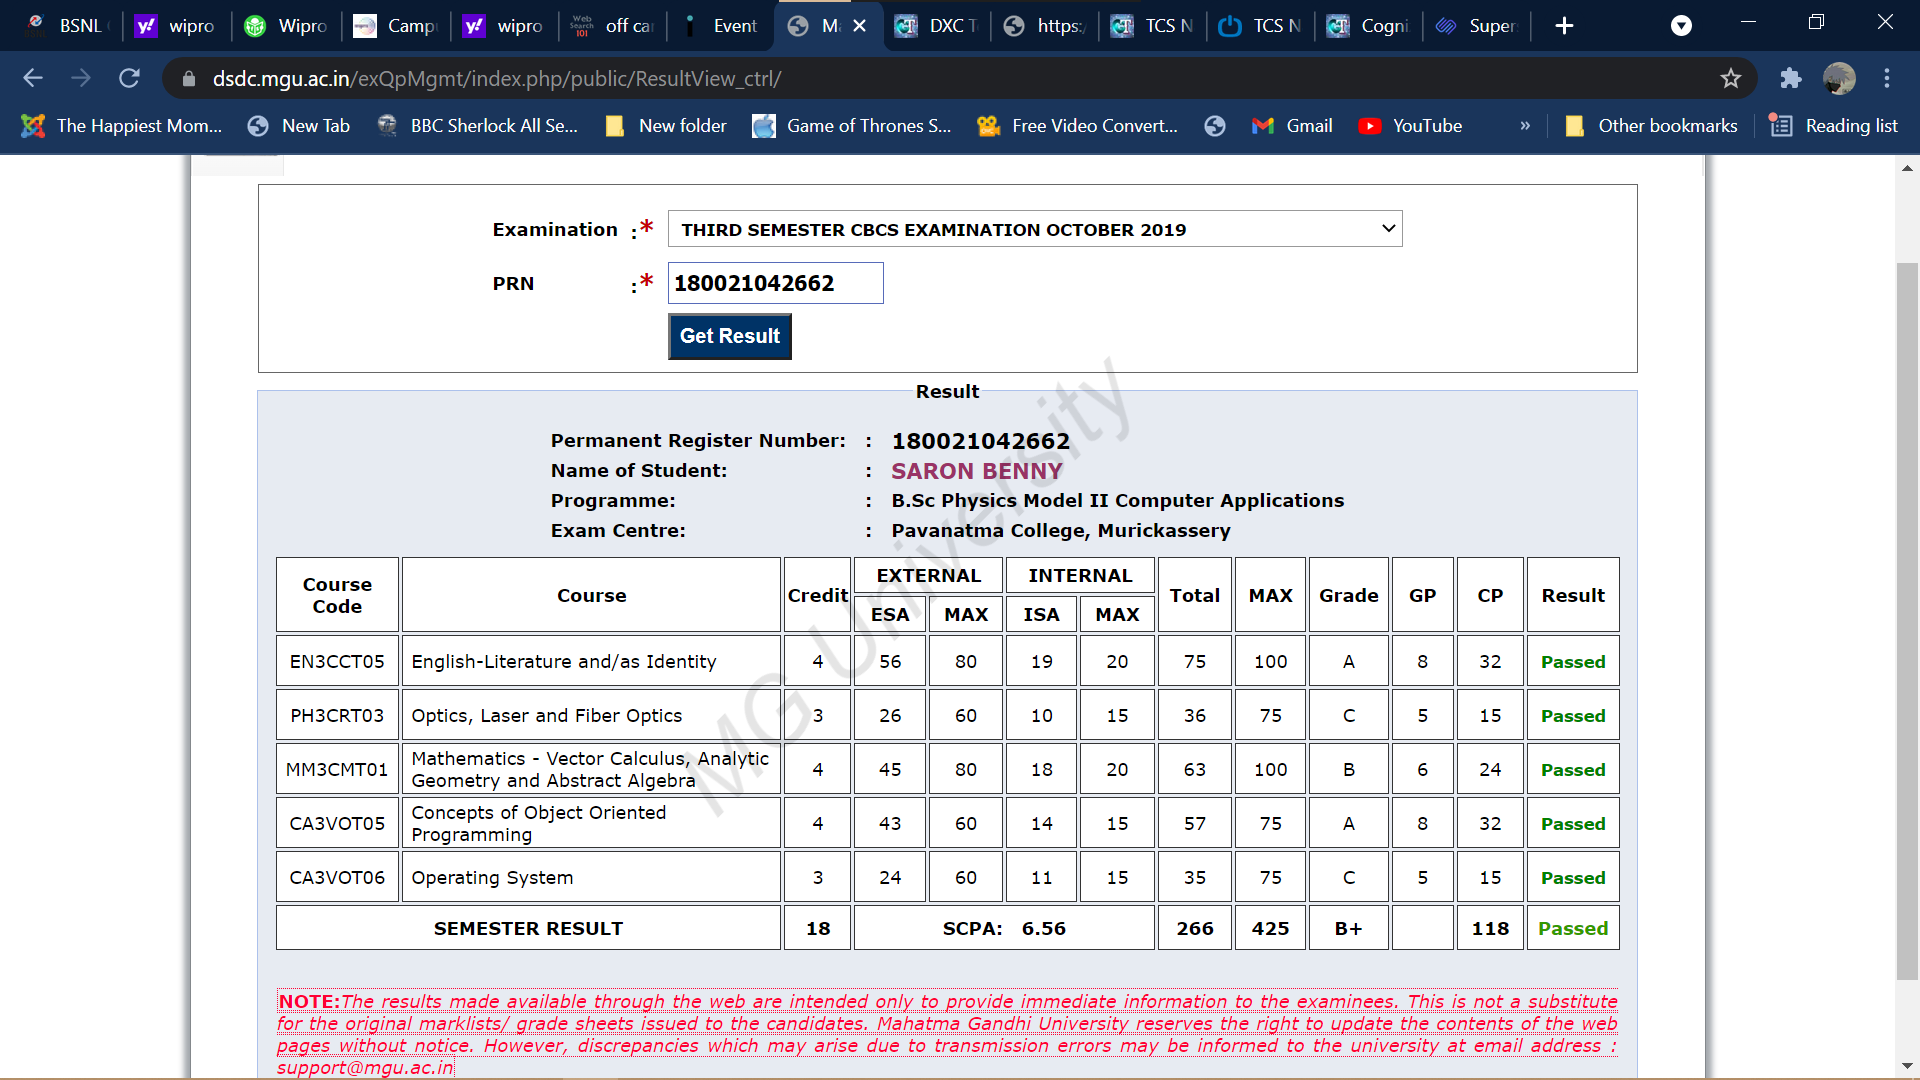 BSNL wipro Wipro Camp wipro Web Search 101 off ca Event Ma DXC T https:/ TCS N TCS N Cogni Super
dsdc.mgu.ac.in/exQpMgmt/index.php/public/ResultView_ctrl/
The Happiest Mom... New Tab BBC Sherlock All Se... New folder Game of Thrones S... Free Video Convert... Gmail YouTube » Other bookmarks Reading list
Examination :* THIRD SEMESTER CBCS EXAMINATION OCTOBER 2019
PRN :* 180021042662
Get Result
Result
Permanent Register Number: : 180021042662
Name of Student: : SARON BENNY
Programme: : B.Sc Physics Model II Computer Applications
Exam Centre: : Pavanatma College, Murickassery
MG University
Course Code Course Credit EXTERNAL INTERNAL Total MAX Grade GP CP Result
ESA MAX ISA MAX
EN3CCT05 English-Literature and/as Identity 4 56 80 19 20 75 100 A 8 32 Passed
PH3CRT03 Optics, Laser and Fiber Optics 3 26 60 10 15 36 75 C 5 15 Passed
MM3CMT01 Mathematics - Vector Calculus, Analytic Geometry and Abstract Algebra 4 45 80 18 20 63 100 B 6 24 Passed
CA3VOT05 Concepts of Object Oriented Programming 4 43 60 14 15 57 75 A 8 32 Passed
CA3VOT06 Operating System 3 24 60 11 15 35 75 C 5 15 Passed
SEMESTER RESULT 18 SCPA: 6.56 266 425 B+ 118 Passed
NOTE:The results made available through the web are intended only to provide immediate information to the examinees. This is not a substitute
for the original marklists/ grade sheets issued to the candidates. Mahatma Gandhi University reserves the right to update the contents of the web
pages without notice. However, discrepancies which may arise due to transmission errors may be informed to the university at email address :
support@mgu.ac.in